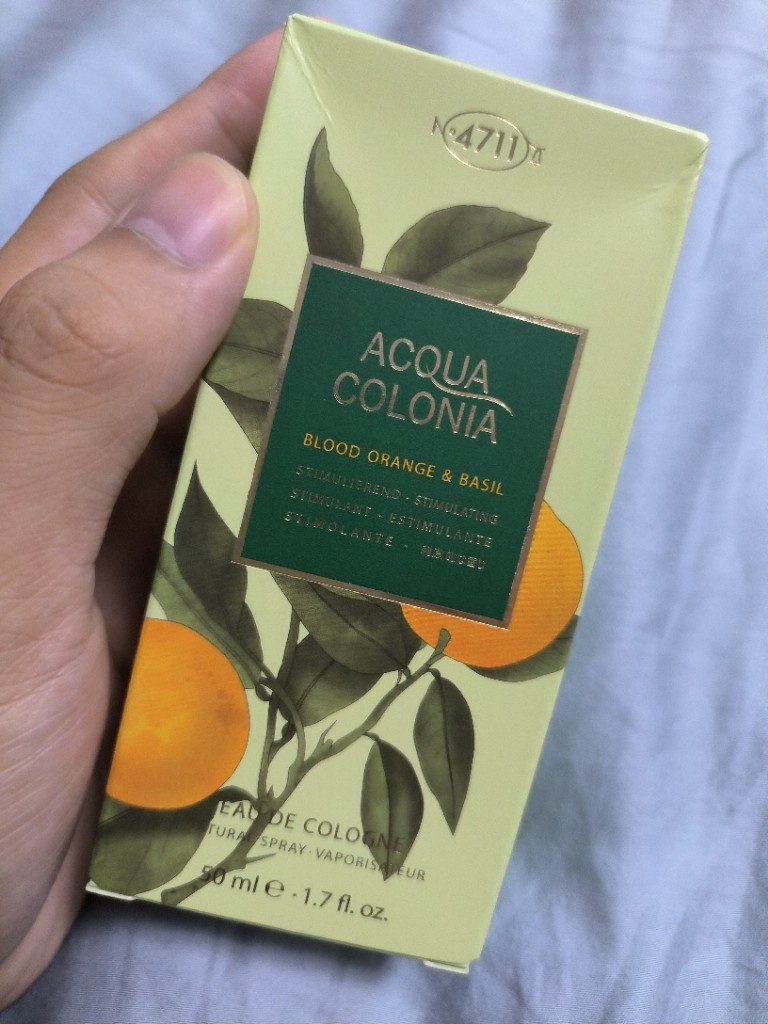 Nº4711
ACQUA
COLONIA
BLOOD ORANGE & BASIL
STIMULIEREND - STIMULATING
STIMULANT - ESTIMULANTE
STIMOLANTE -
EAU DE COLOGNE
NATURAL SPRAY · VAPORISATEUR
50 ml e · 1.7 fl. oz.